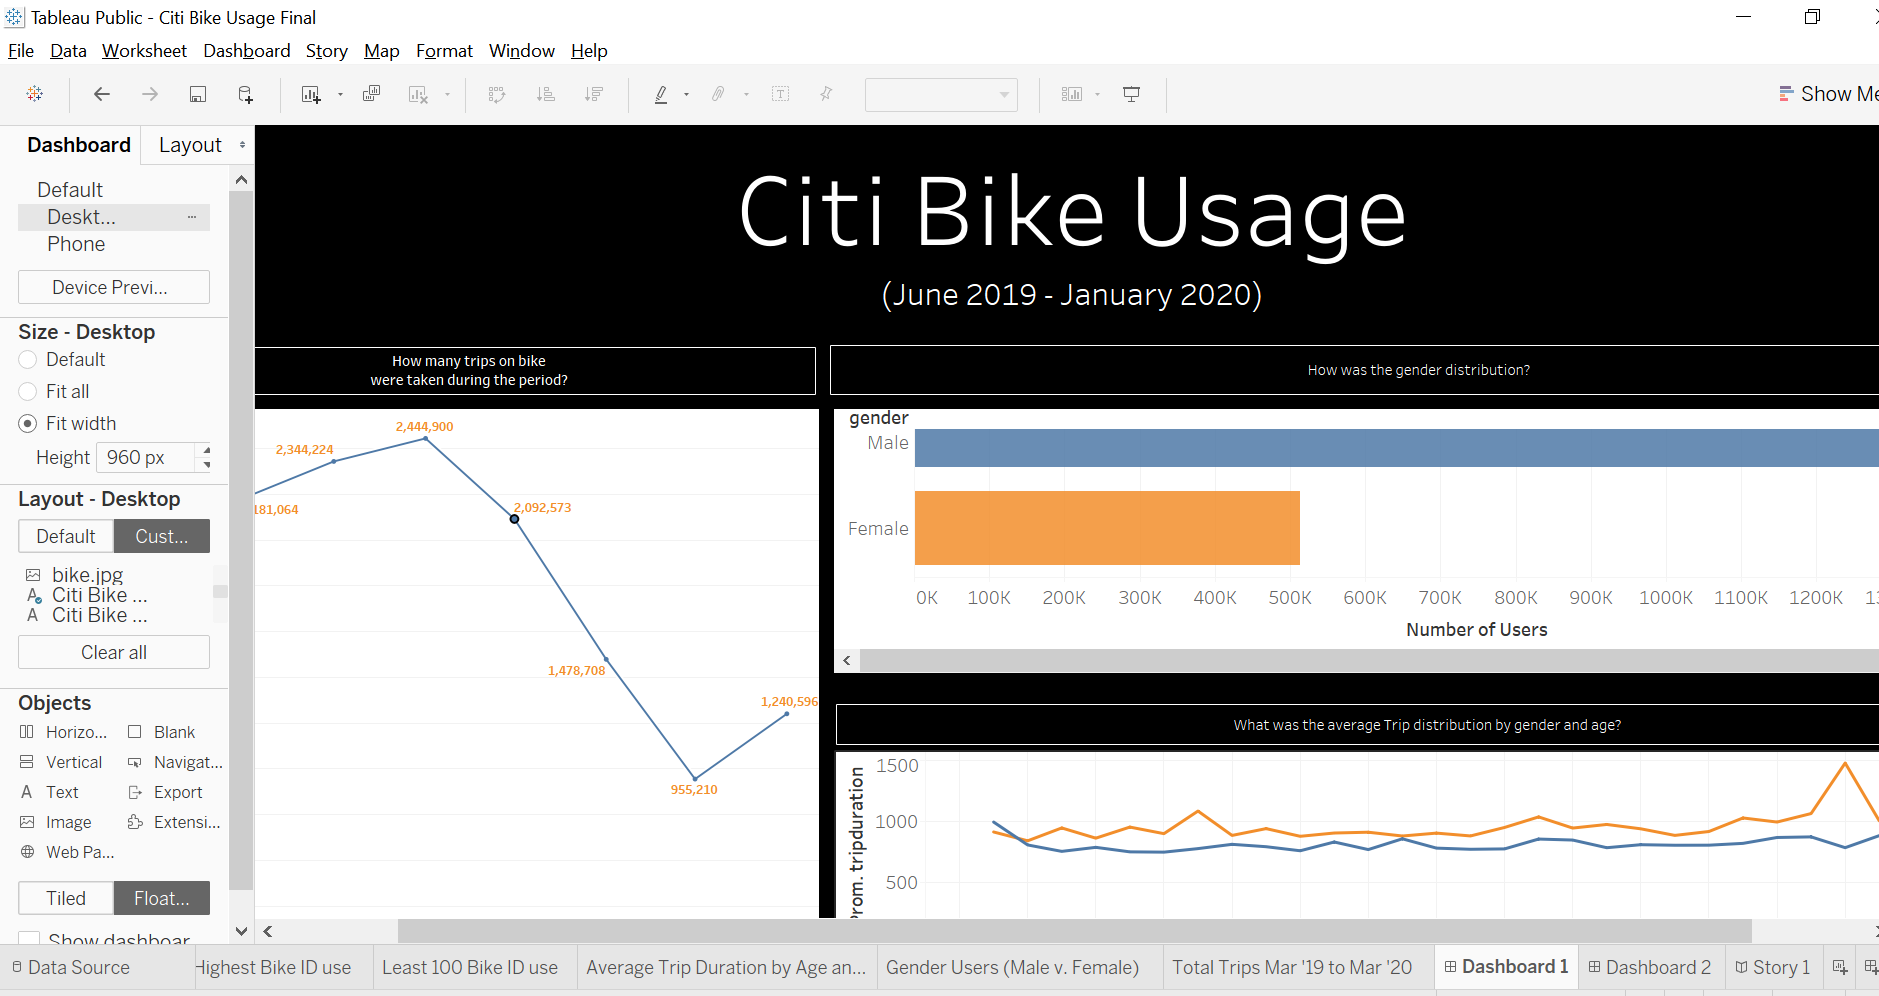 Tableau Public - Citi Bike Usage Final
File Data Worksheet Dashboard Story Map Format Window Help
Show Me
Dashboard Layout
Default
Deskt...
Phone
Device Previ...
Size - Desktop
Default
Fit all
Fit width
Height 960 px
Layout - Desktop
Default Cust...
bike.jpg
Citi Bike ...
Citi Bike ...
Clear all
Objects
Horizo... Blank
Vertical Navigat...
Text Export
Image Extensi...
Web Pa...
Tiled Float...
Show dashboar
Citi Bike Usage
(June 2019 - January 2020)
How many trips on bike
were taken during the period?
181,064
2,344,224
2,444,900
2,092,573
1,478,708
955,210
1,240,596
How was the gender distribution?
gender
Male
Female
0K 100K 200K 300K 400K 500K 600K 700K 800K 900K 1000K 1100K 1200K 13
Number of Users
What was the average Trip distribution by gender and age?
1500
1000
500
Prom. tripduration
Data Source Highest Bike ID use Least 100 Bike ID use Average Trip Duration by Age an... Gender Users (Male v. Female) Total Trips Mar '19 to Mar '20 Dashboard 1 Dashboard 2 Story 1